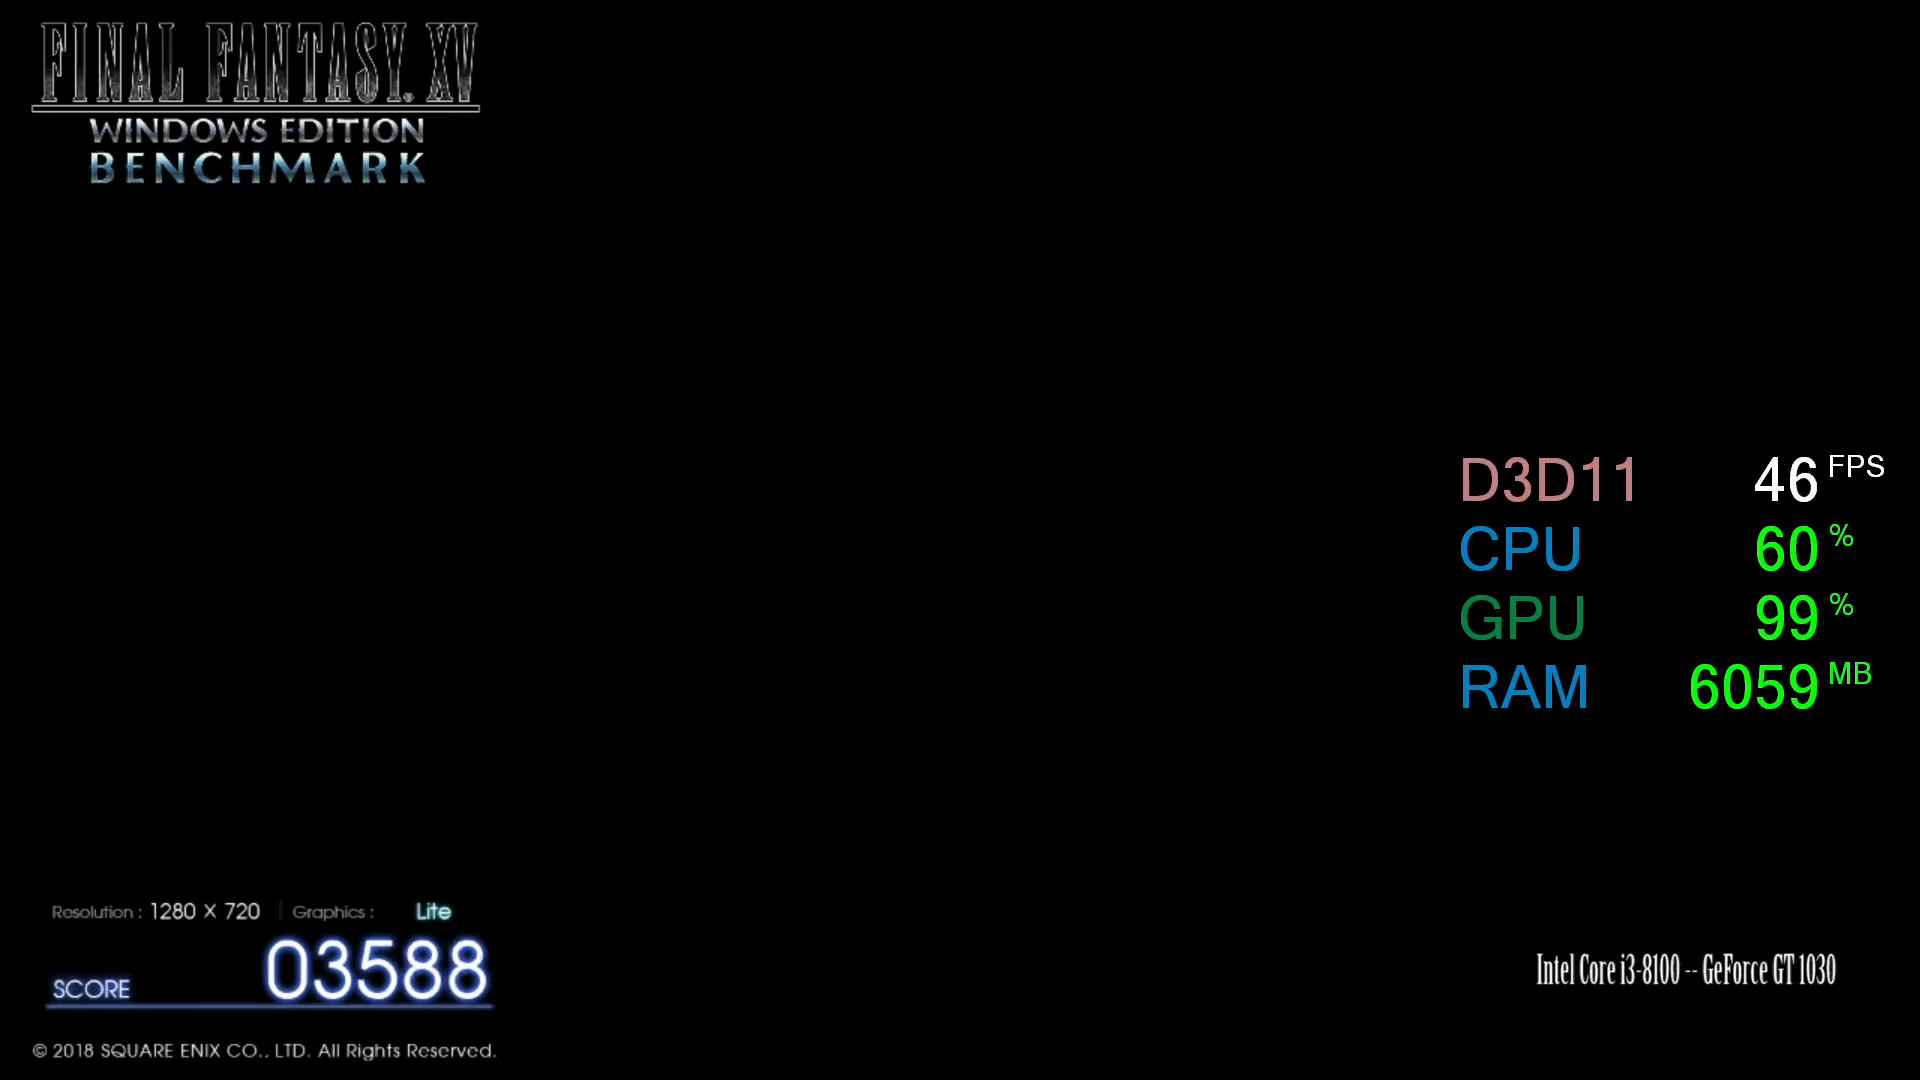 FINAL FANTASY. XV
WINDOWS EDITION
BENCHMARK
D3D11 46 FPS
CPU 60 %
GPU 99 %
RAM 6059 MB
Resolution : 1280 × 720 Graphics : Lite
SCORE 03588
Intel Core i3-8100 -- GeForce GT 1030
© 2018 SQUARE ENIX CO., LTD. All Rights Reserved.